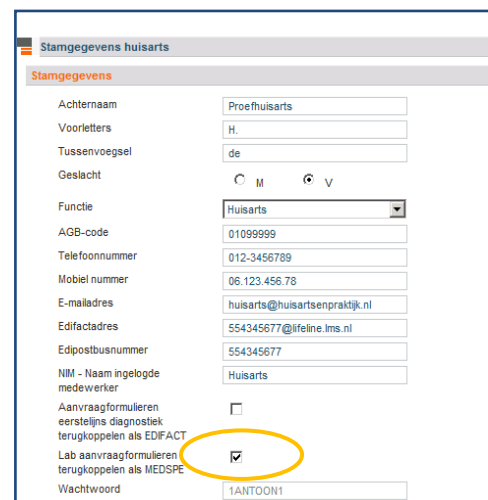 Stamgegevens huisarts
Stamgegevens
Achternaam Proefhuisarts
Voorletters H.
Tussenvoegsel de
Geslacht M V
Functie Huisarts
AGB-code 01099999
Telefoonnummer 012-3456789
Mobiel nummer 06.123.456.78
E-mailadres huisarts@huisartsenpraktijk.nl
Edifactadres 554345677@lifeline.lms.nl
Edipostbusnummer 554345677
NIM - Naam ingelogde Huisarts
medewerker
Aanvraagformulieren
eerstelijns diagnostiek
terugkoppelen als EDIFACT
Lab aanvraagformulieren
terugkoppelen als MEDSPE
Wachtwoord 1ANTOON1